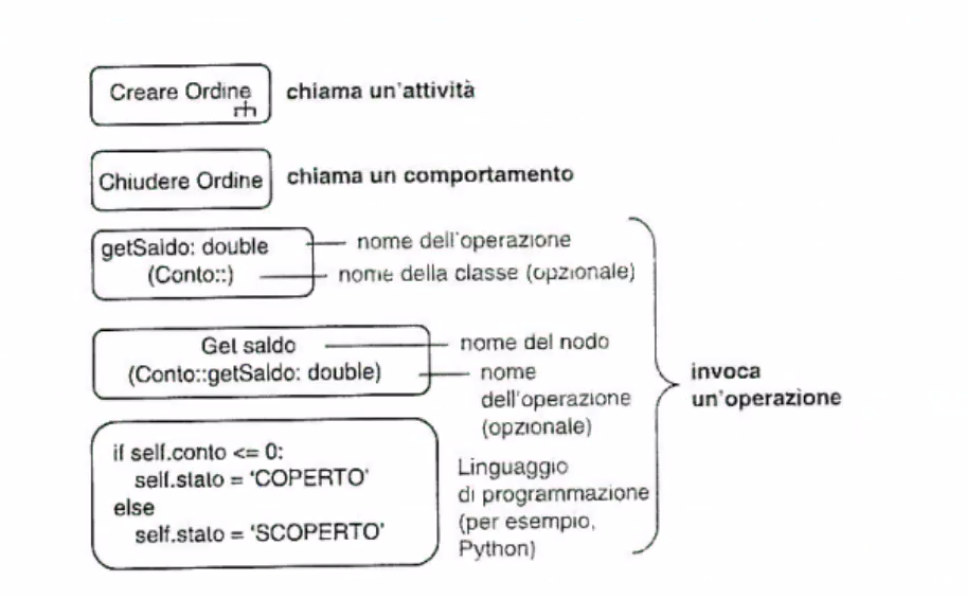 Creare Ordine
chiama un'attività
Chiudere Ordine
chiama un comportamento
getSaldo: double
(Conto::)
nome dell'operazione
nome della classe (opzionale)
Get saldo
(Conto::getSaldo: double)
nome del nodo
nome
dell'operazione
(opzionale)
if self.conto <= 0:
self.stato = 'COPERTO'
else
self.stato = 'SCOPERTO'
Linguaggio
di programmazione
(per esempio,
Python)
invoca
un'operazione